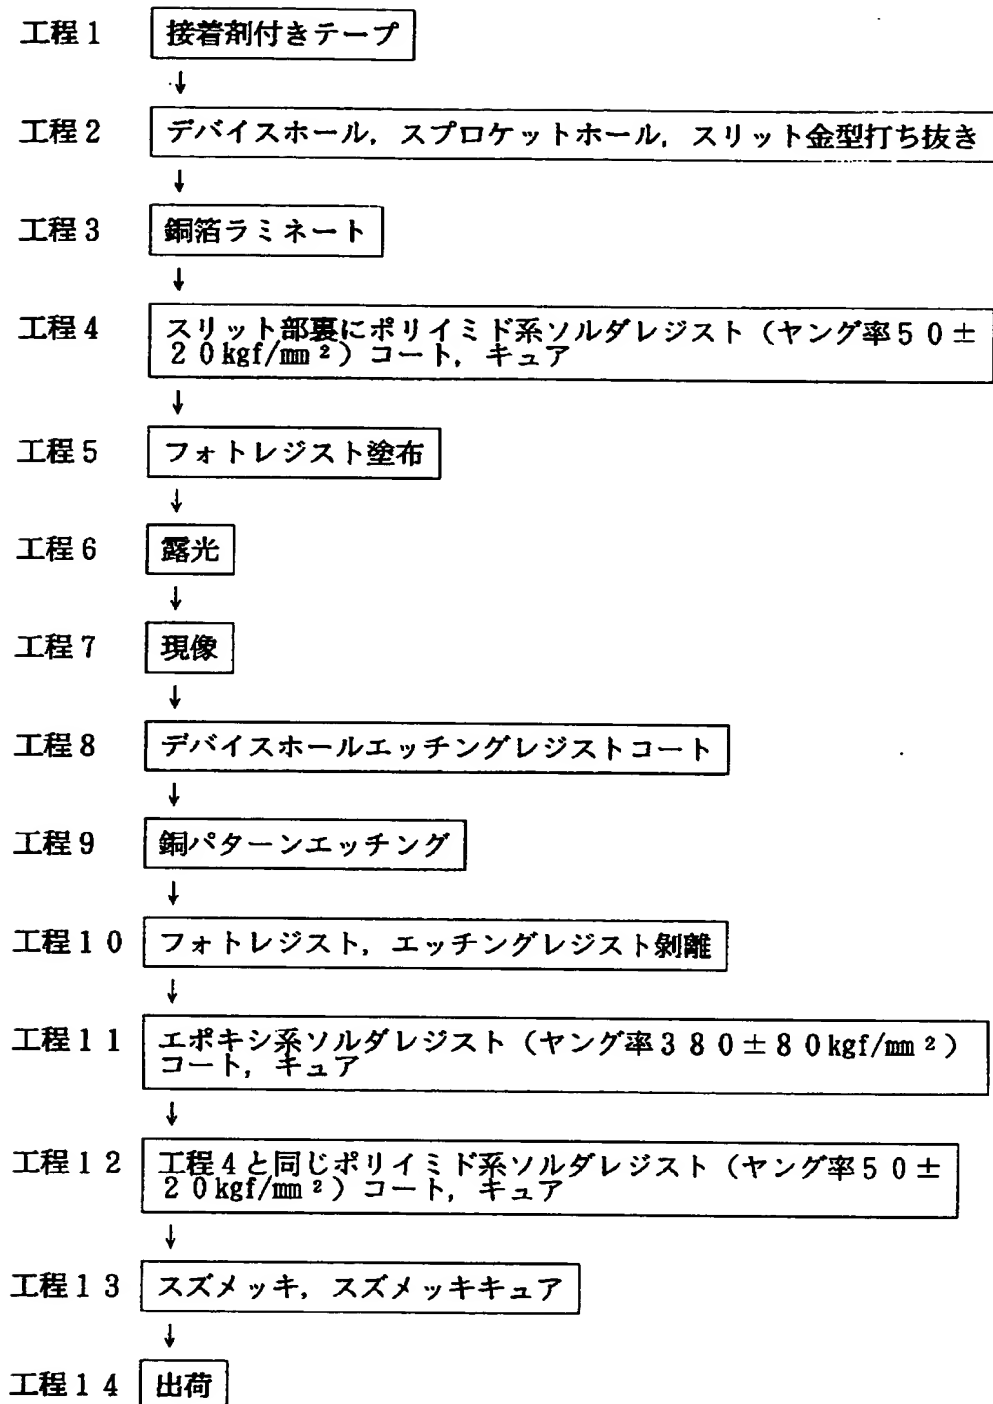 工程1 接着剤付きテープ
↓
工程2 デバイスホール，スプロケットホール，スリット金型打ち抜き
↓
工程3 銅箔ラミネート
↓
工程4 スリット部裏にポリイミド系ソルダレジスト（ヤング率50±
20kgf/mm²）コート，キュア
↓
工程5 フォトレジスト塗布
↓
工程6 露光
↓
工程7 現像
↓
工程8 デバイスホールエッチングレジストコート
↓
工程9 銅パターンエッチング
↓
工程10 フォトレジスト，エッチングレジスト剝離
↓
工程11 エポキシ系ソルダレジスト（ヤング率380±80kgf/mm²）
コート，キュア
↓
工程12 工程4と同じポリイミド系ソルダレジスト（ヤング率50±
20kgf/mm²）コート，キュア
↓
工程13 スズメッキ，スズメッキキュア
↓
工程14 出荷